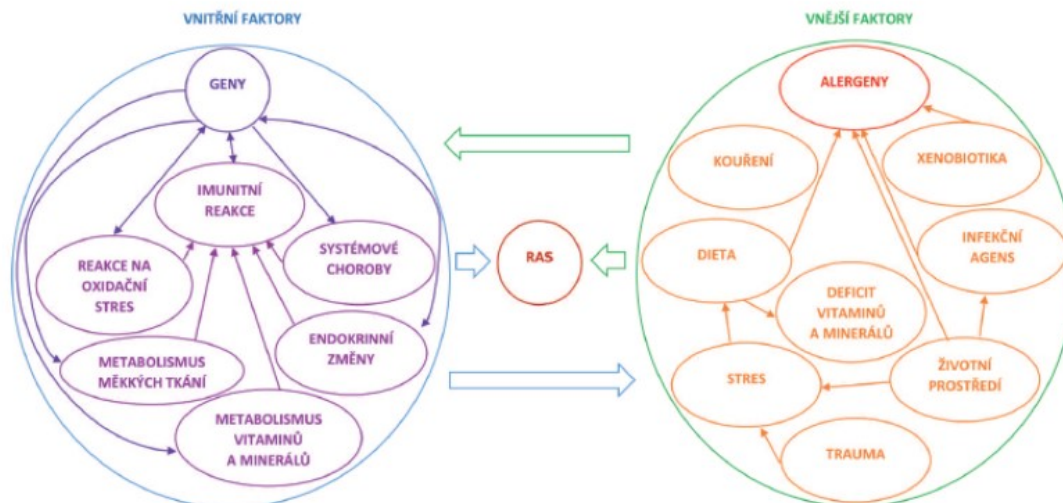 VNITŘNÍ FAKTORY
GENY
IMUNITNÍ
REAKCE
REAKCE NA
OXIDAČNÍ
STRES
SYSTÉMOVÉ
CHOROBY
METABOLISMUS
MĚKKÝCH TKÁNÍ
ENDOKRINNÍ
ZMĚNY
METABOLISMUS
VITAMINŮ
A MINERÁLŮ
RAS
VNĚJŠÍ FAKTORY
ALERGENY
KOUŘENÍ
XENOBIOTIKA
DIETA
INFEKČNÍ
AGENS
DEFICIT
VITAMINŮ
A MINERÁLŮ
STRES
ŽIVOTNÍ
PROSTŘEDÍ
TRAUMA